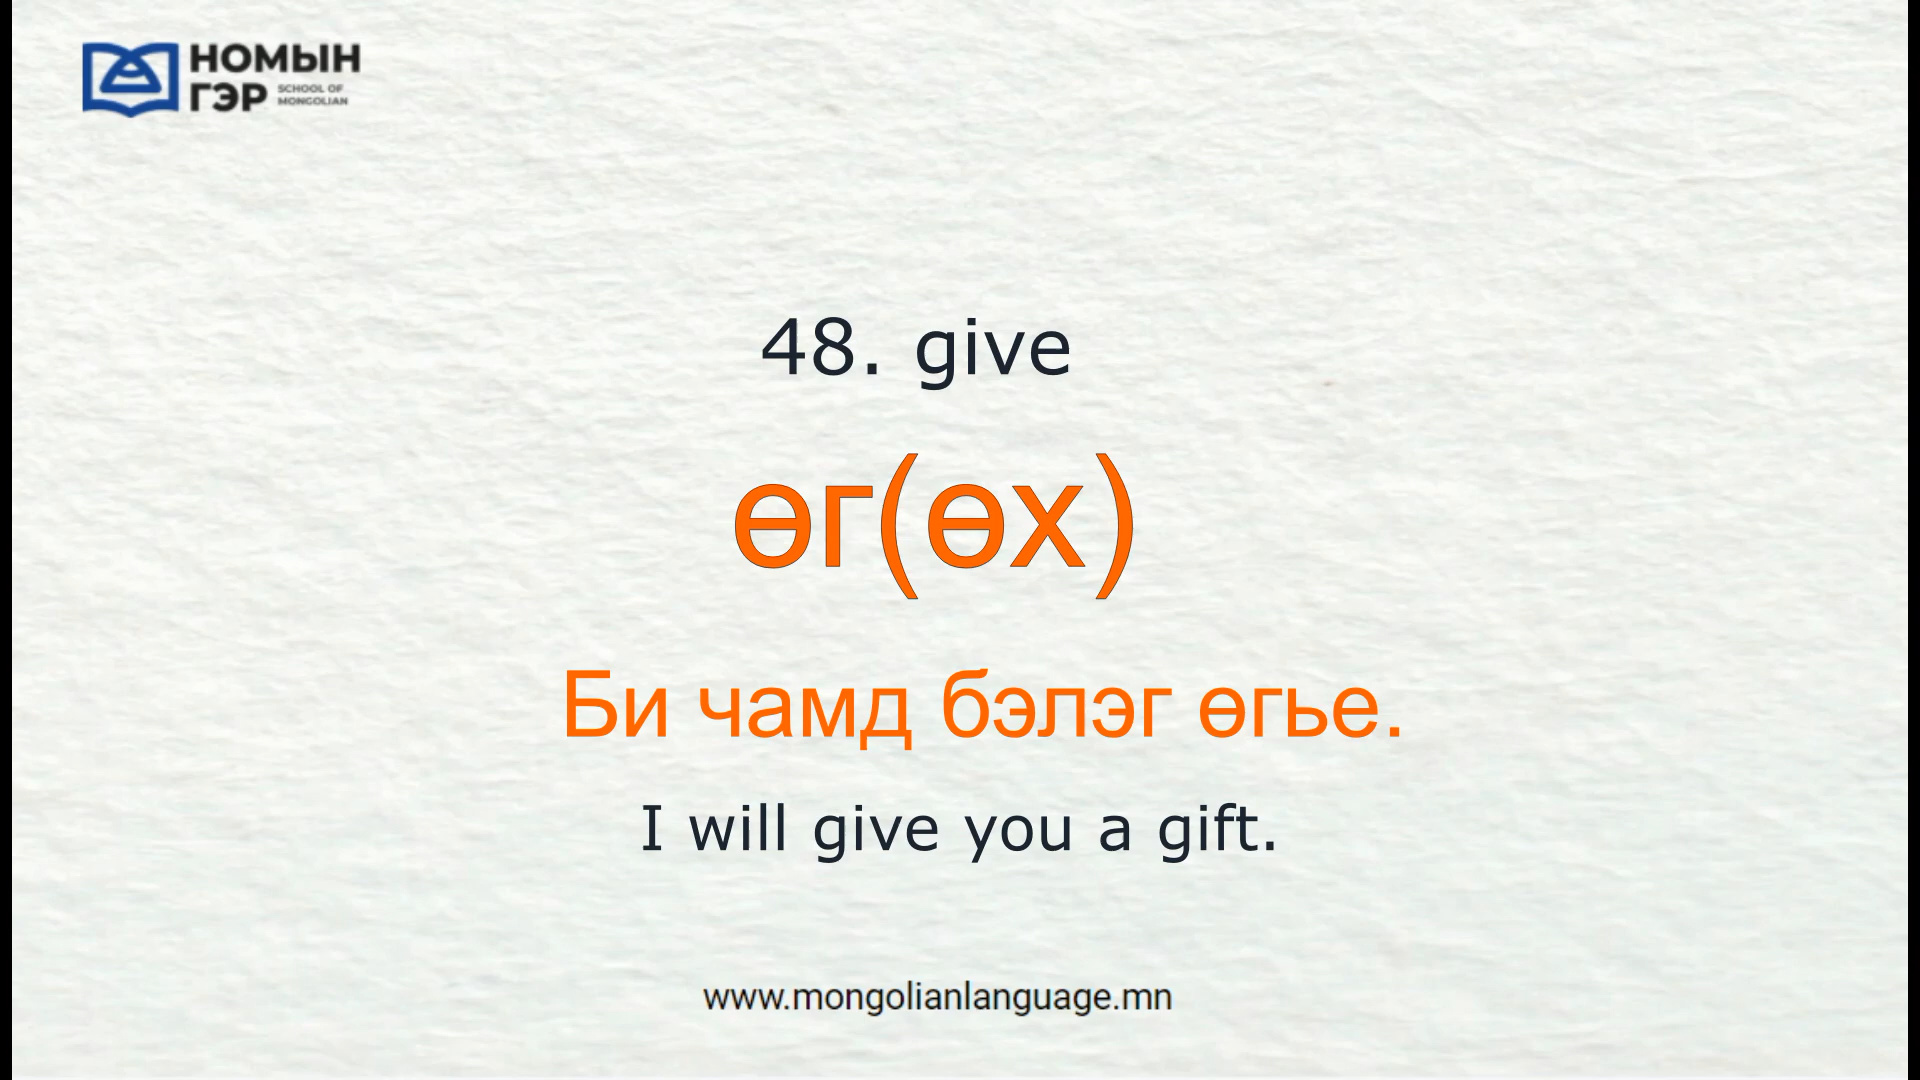 НОМЫН
ГЭР SCHOOL OF
MONGOLIAN
48. give
өг(өх)
Би чамд бэлэг өгье.
I will give you a gift.
www.mongolianlanguage.mn